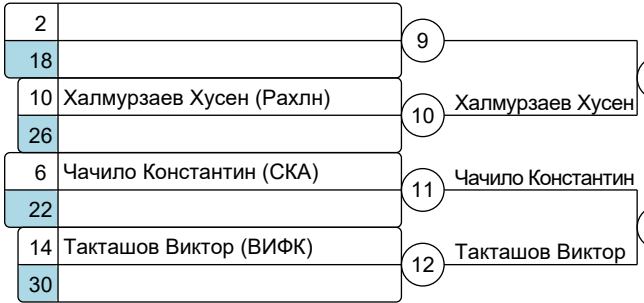 2
9
18
10 Халмурзаев Хусен (Рахлн)
10
Халмурзаев Хусен
26
6 Чачило Константин (СКА)
11
Чачило Константин
22
14 Такташов Виктор (ВИФК)
12
Такташов Виктор
30